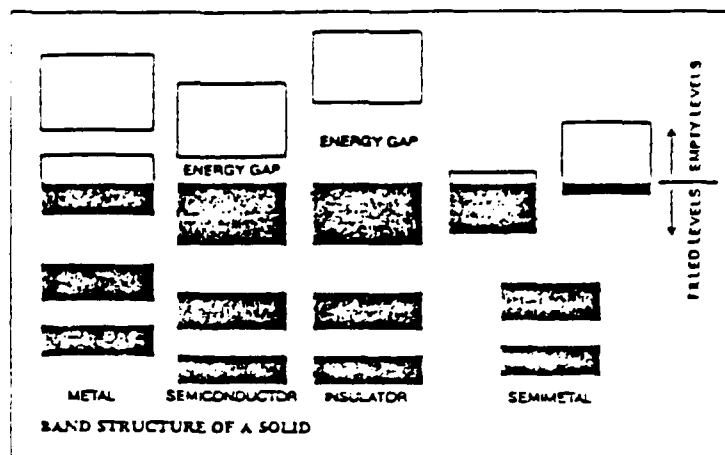 ENERGY GAP
ENERGY GAP
EMPTY LEVELS
FILLED LEVELS
METAL
SEMICONDUCTOR
INSULATOR
SEMIMETAL
BAND STRUCTURE OF A SOLID